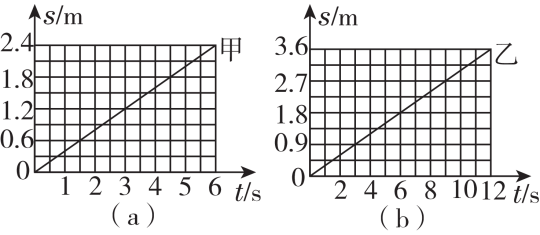 s/m
2.4
甲
1.8
1.2
0.6
0
1 2 3 4 5 6 t/s
(a)
s/m
3.6
乙
2.7
1.8
0.9
0
2 4 6 8 10 12 t/s
(b)